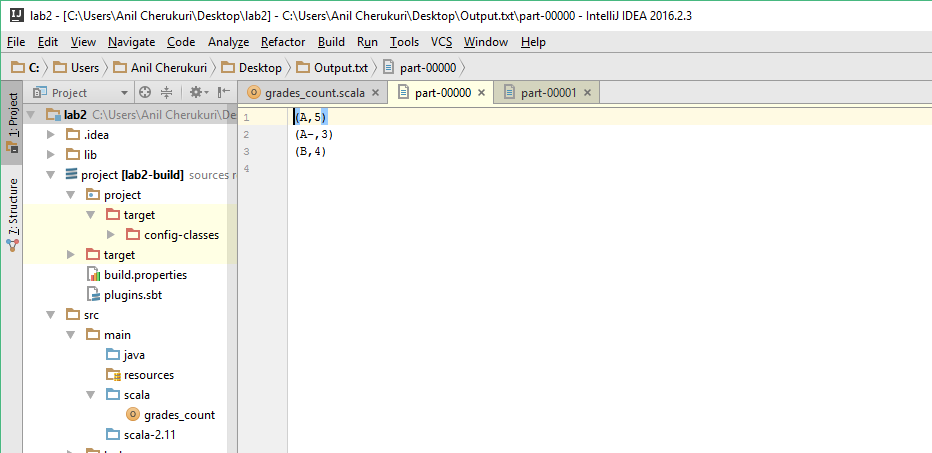 lab2 - [C:\Users\Anil Cherukuri\Desktop\lab2] - C:\Users\Anil Cherukuri\Desktop\Output.txt\part-00000 - IntelliJ IDEA 2016.2.3
File Edit View Navigate Code Analyze Refactor Build Run Tools VCS Window Help
C: Users Anil Cherukuri Desktop Output.txt part-00000
1: Project
7: Structure
Project
lab2 C:\Users\Anil Cherukuri\De
.idea
lib
project [lab2-build] sources r
project
target
config-classes
target
build.properties
plugins.sbt
src
main
java
resources
scala
grades_count
scala-2.11
grades_count.scala part-00000 part-00001
1 (A,5)
2 (A-,3)
3 (B,4)
4